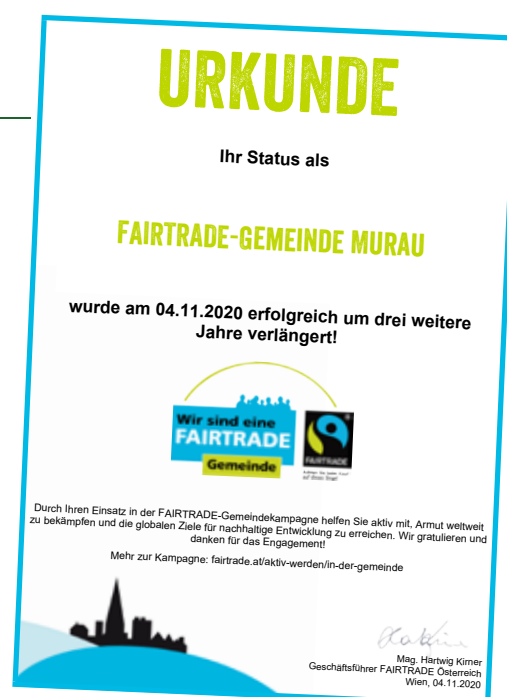 URKUNDE
Ihr Status als
FAIRTRADE-GEMEINDE MURAU
wurde am 04.11.2020 erfolgreich um drei weitere
Jahre verlängert!
Wir sind eine
FAIRTRADE
Gemeinde
FAIRTRADE
Durch Ihren Einsatz in der FAIRTRADE-Gemeindekampagne helfen Sie aktiv mit, Armut weltweit
zu bekämpfen und die globalen Ziele für nachhaltige Entwicklung zu erreichen. Wir gratulieren und
danken für das Engagement!
Mehr zur Kampagne: fairtrade.at/aktiv-werden/in-der-gemeinde
Mag. Hartwig Kirner
Geschäftsführer FAIRTRADE Österreich
Wien, 04.11.2020